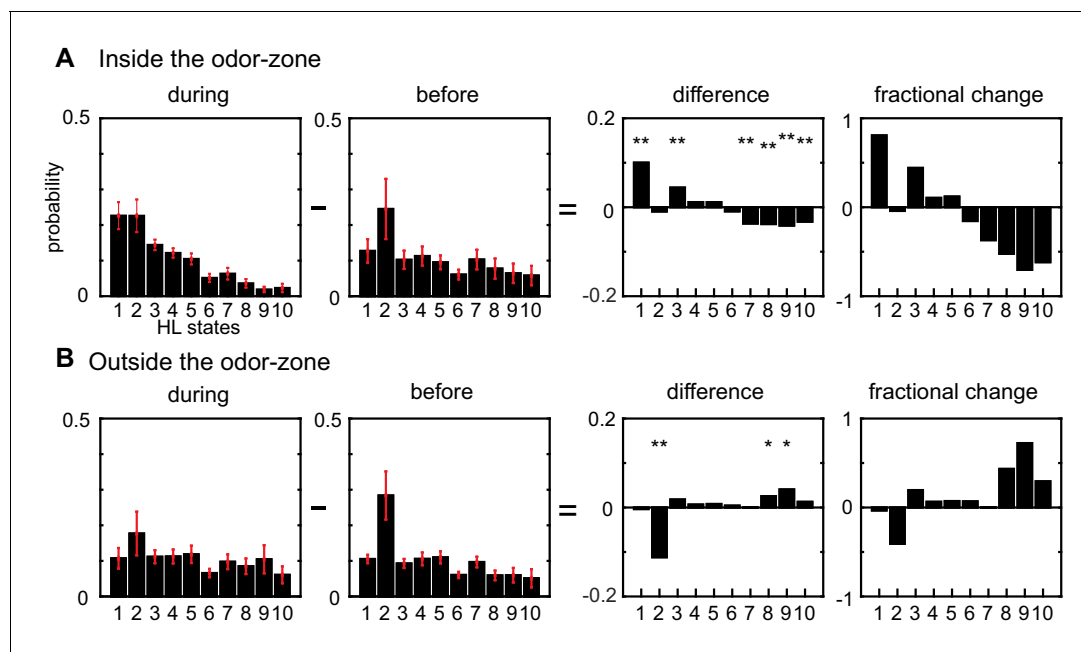 A Inside the odor-zone
during before difference fractional change
0.5 0.5 0.2 1
** ** ** ** ** **
probability
– = 0 0
0 0 -0.2 -1
1 2 3 4 5 6 7 8 9 10 1 2 3 4 5 6 7 8 9 10 1 2 3 4 5 6 7 8 9 10 1 2 3 4 5 6 7 8 9 10
HL states
B Outside the odor-zone
during before difference fractional change
0.5 0.5 0.2 1
** * *
– = 0 0
0 0 -0.2 -1
1 2 3 4 5 6 7 8 9 10 1 2 3 4 5 6 7 8 9 10 1 2 3 4 5 6 7 8 9 10 1 2 3 4 5 6 7 8 9 10